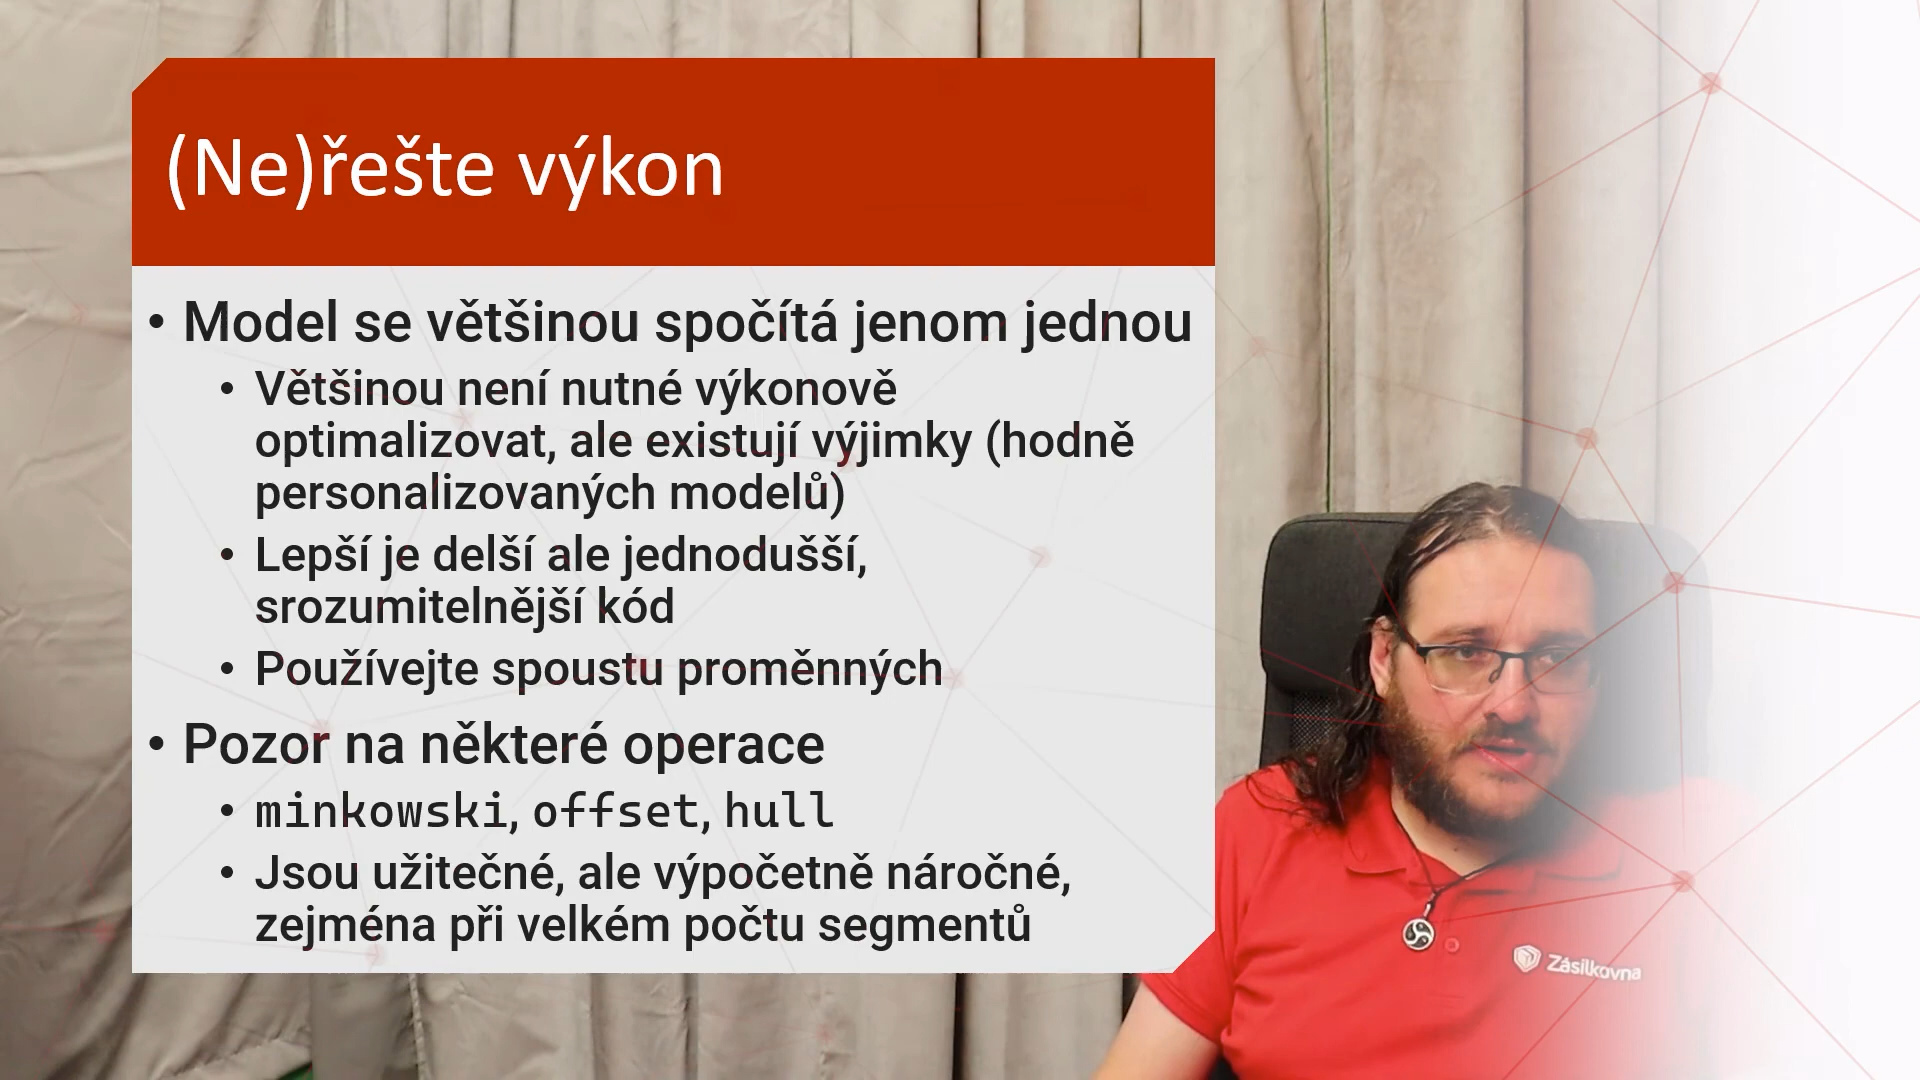 (Ne)řešte výkon
• Model se většinou spočítá jenom jednou
• Většinou není nutné výkonově
optimalizovat, ale existují výjimky (hodně
personalizovaných modelů)
• Lepší je delší ale jednodušší,
srozumitelnější kód
• Používejte spoustu proměnných
• Pozor na některé operace
• minkowski, offset, hull
• Jsou užitečné, ale výpočetně náročné,
zejména při velkém počtu segmentů
Zásilkovna